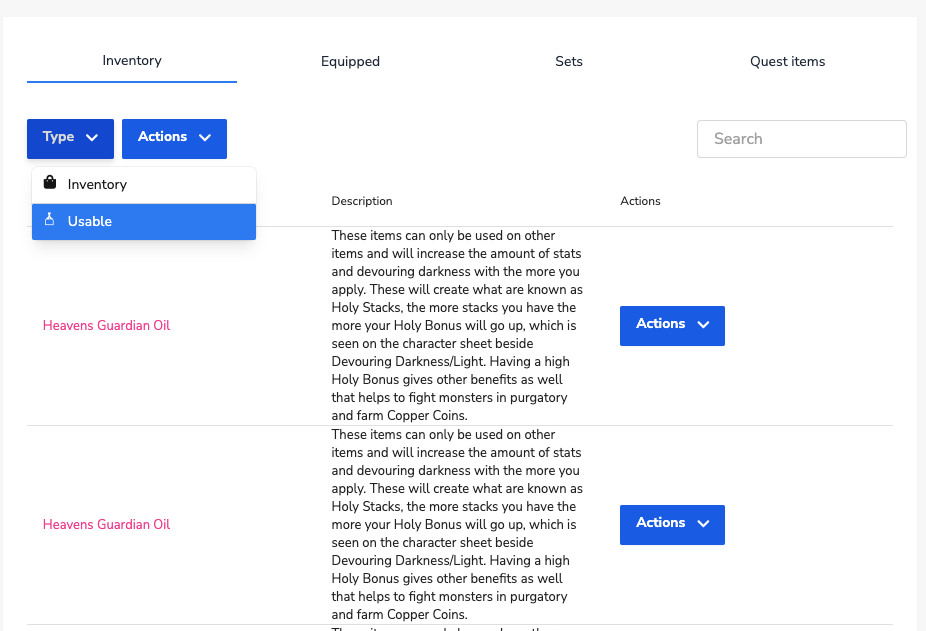 Inventory Equipped Sets Quest items
Type Actions Search
Inventory
Usable
Description Actions
Heavens Guardian Oil
These items can only be used on other
items and will increase the amount of stats
and devouring darkness with the more you
apply. These will create what are known as
Holy Stacks, the more stacks you have the
more your Holy Bonus will go up, which is
seen on the character sheet beside
Devouring Darkness/Light. Having a high
Holy Bonus gives other benefits as well
that helps to fight monsters in purgatory
and farm Copper Coins.
Actions
Heavens Guardian Oil
These items can only be used on other
items and will increase the amount of stats
and devouring darkness with the more you
apply. These will create what are known as
Holy Stacks, the more stacks you have the
more your Holy Bonus will go up, which is
seen on the character sheet beside
Devouring Darkness/Light. Having a high
Holy Bonus gives other benefits as well
that helps to fight monsters in purgatory
and farm Copper Coins.
Actions